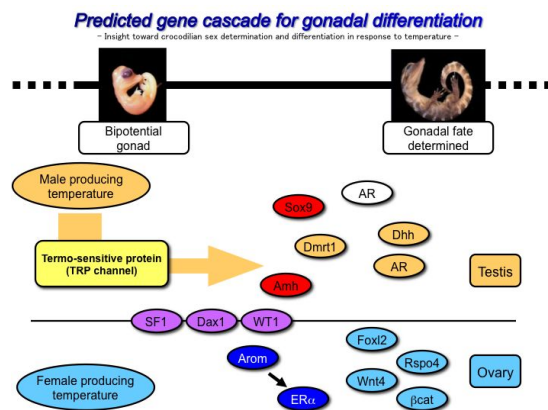 Predicted gene cascade for gonadal differentiation
- Insight toward crocodilian sex determination and differentiation in response to temperature -
Bipotential
gonad
Gonadal fate
determined
Male producing
temperature
Sox9
AR
Dmrt1
Dhh
Termo-sensitive protein
(TRP channel)
AR
Amh
Testis
SF1
Dax1
WT1
Foxl2
Arom
Rspo4
Ovary
Female producing
temperature
Wnt4
ERα
βcat